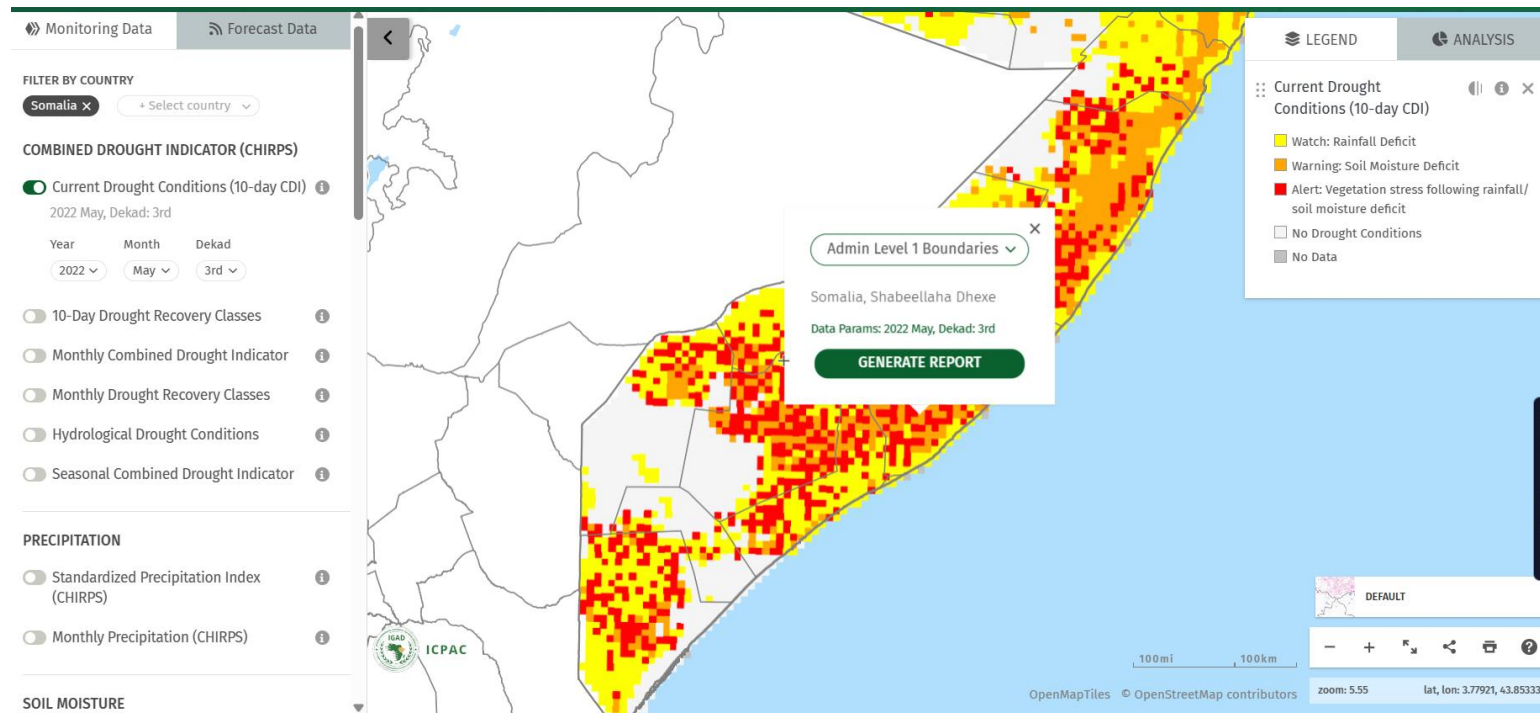 Monitoring Data
Forecast Data
FILTER BY COUNTRY
Somalia ×
+ Select country
COMBINED DROUGHT INDICATOR (CHIRPS)
Current Drought Conditions (10-day CDI)
2022 May, Dekad: 3rd
Year Month Dekad
2022 May 3rd
10-Day Drought Recovery Classes
Monthly Combined Drought Indicator
Monthly Drought Recovery Classes
Hydrological Drought Conditions
Seasonal Combined Drought Indicator
PRECIPITATION
Standardized Precipitation Index
(CHIRPS)
Monthly Precipitation (CHIRPS)
SOIL MOISTURE
Admin Level 1 Boundaries
Somalia, Shabeellaha Dhexe
Data Params: 2022 May, Dekad: 3rd
GENERATE REPORT
IGAD
ICPAC
LEGEND
ANALYSIS
Current Drought
Conditions (10-day CDI)
Watch: Rainfall Deficit
Warning: Soil Moisture Deficit
Alert: Vegetation stress following rainfall/
soil moisture deficit
No Drought Conditions
No Data
DEFAULT
100mi 100km
OpenMapTiles © OpenStreetMap contributors
zoom: 5.55 lat, lon: 3.77921, 43.85333